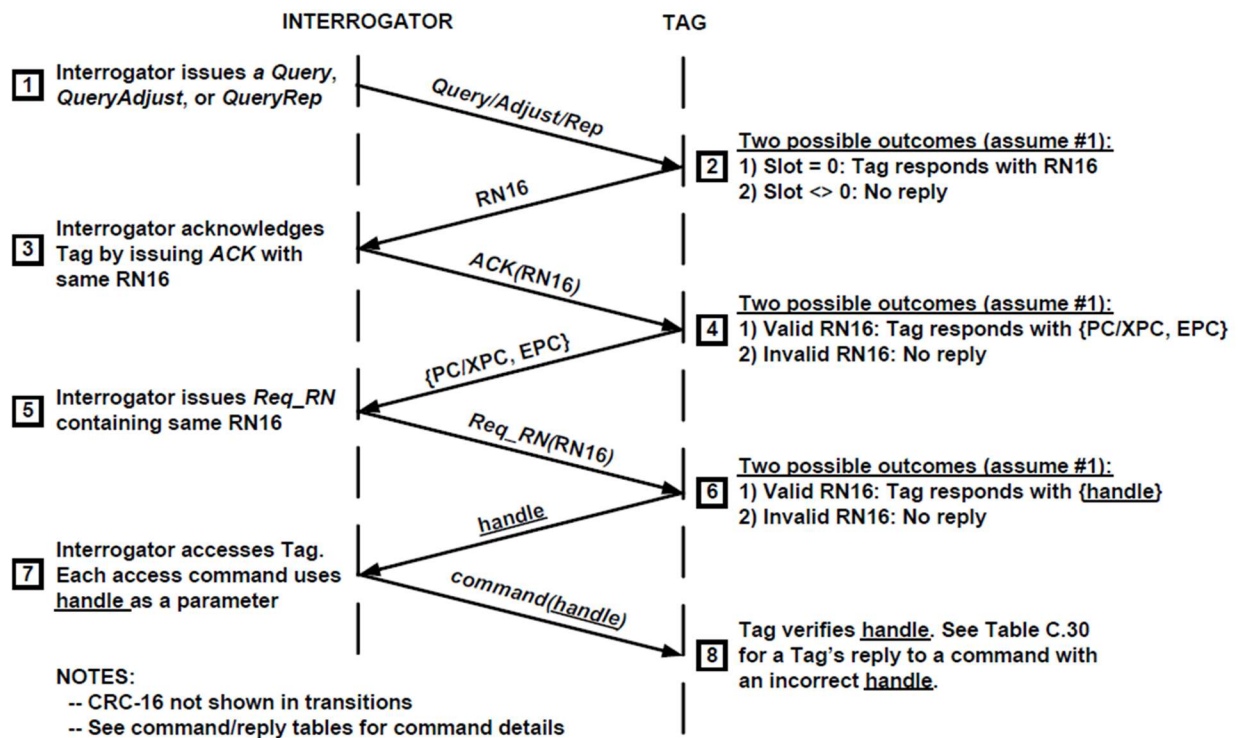 INTERROGATOR
TAG
1
Interrogator issues a Query,
QueryAdjust, or QueryRep
Query/Adjust/Rep
2
Two possible outcomes (assume #1):
1) Slot = 0: Tag responds with RN16
2) Slot <> 0: No reply
RN16
3
Interrogator acknowledges
Tag by issuing ACK with
same RN16
ACK(RN16)
4
Two possible outcomes (assume #1):
1) Valid RN16: Tag responds with {PC/XPC, EPC}
2) Invalid RN16: No reply
{PC/XPC, EPC}
5
Interrogator issues Req_RN
containing same RN16
Req_RN(RN16)
6
Two possible outcomes (assume #1):
1) Valid RN16: Tag responds with {handle}
2) Invalid RN16: No reply
handle
7
Interrogator accesses Tag.
Each access command uses
handle as a parameter
command(handle)
8
Tag verifies handle. See Table C.30
for a Tag's reply to a command with
an incorrect handle.
NOTES:
-- CRC-16 not shown in transitions
-- See command/reply tables for command details